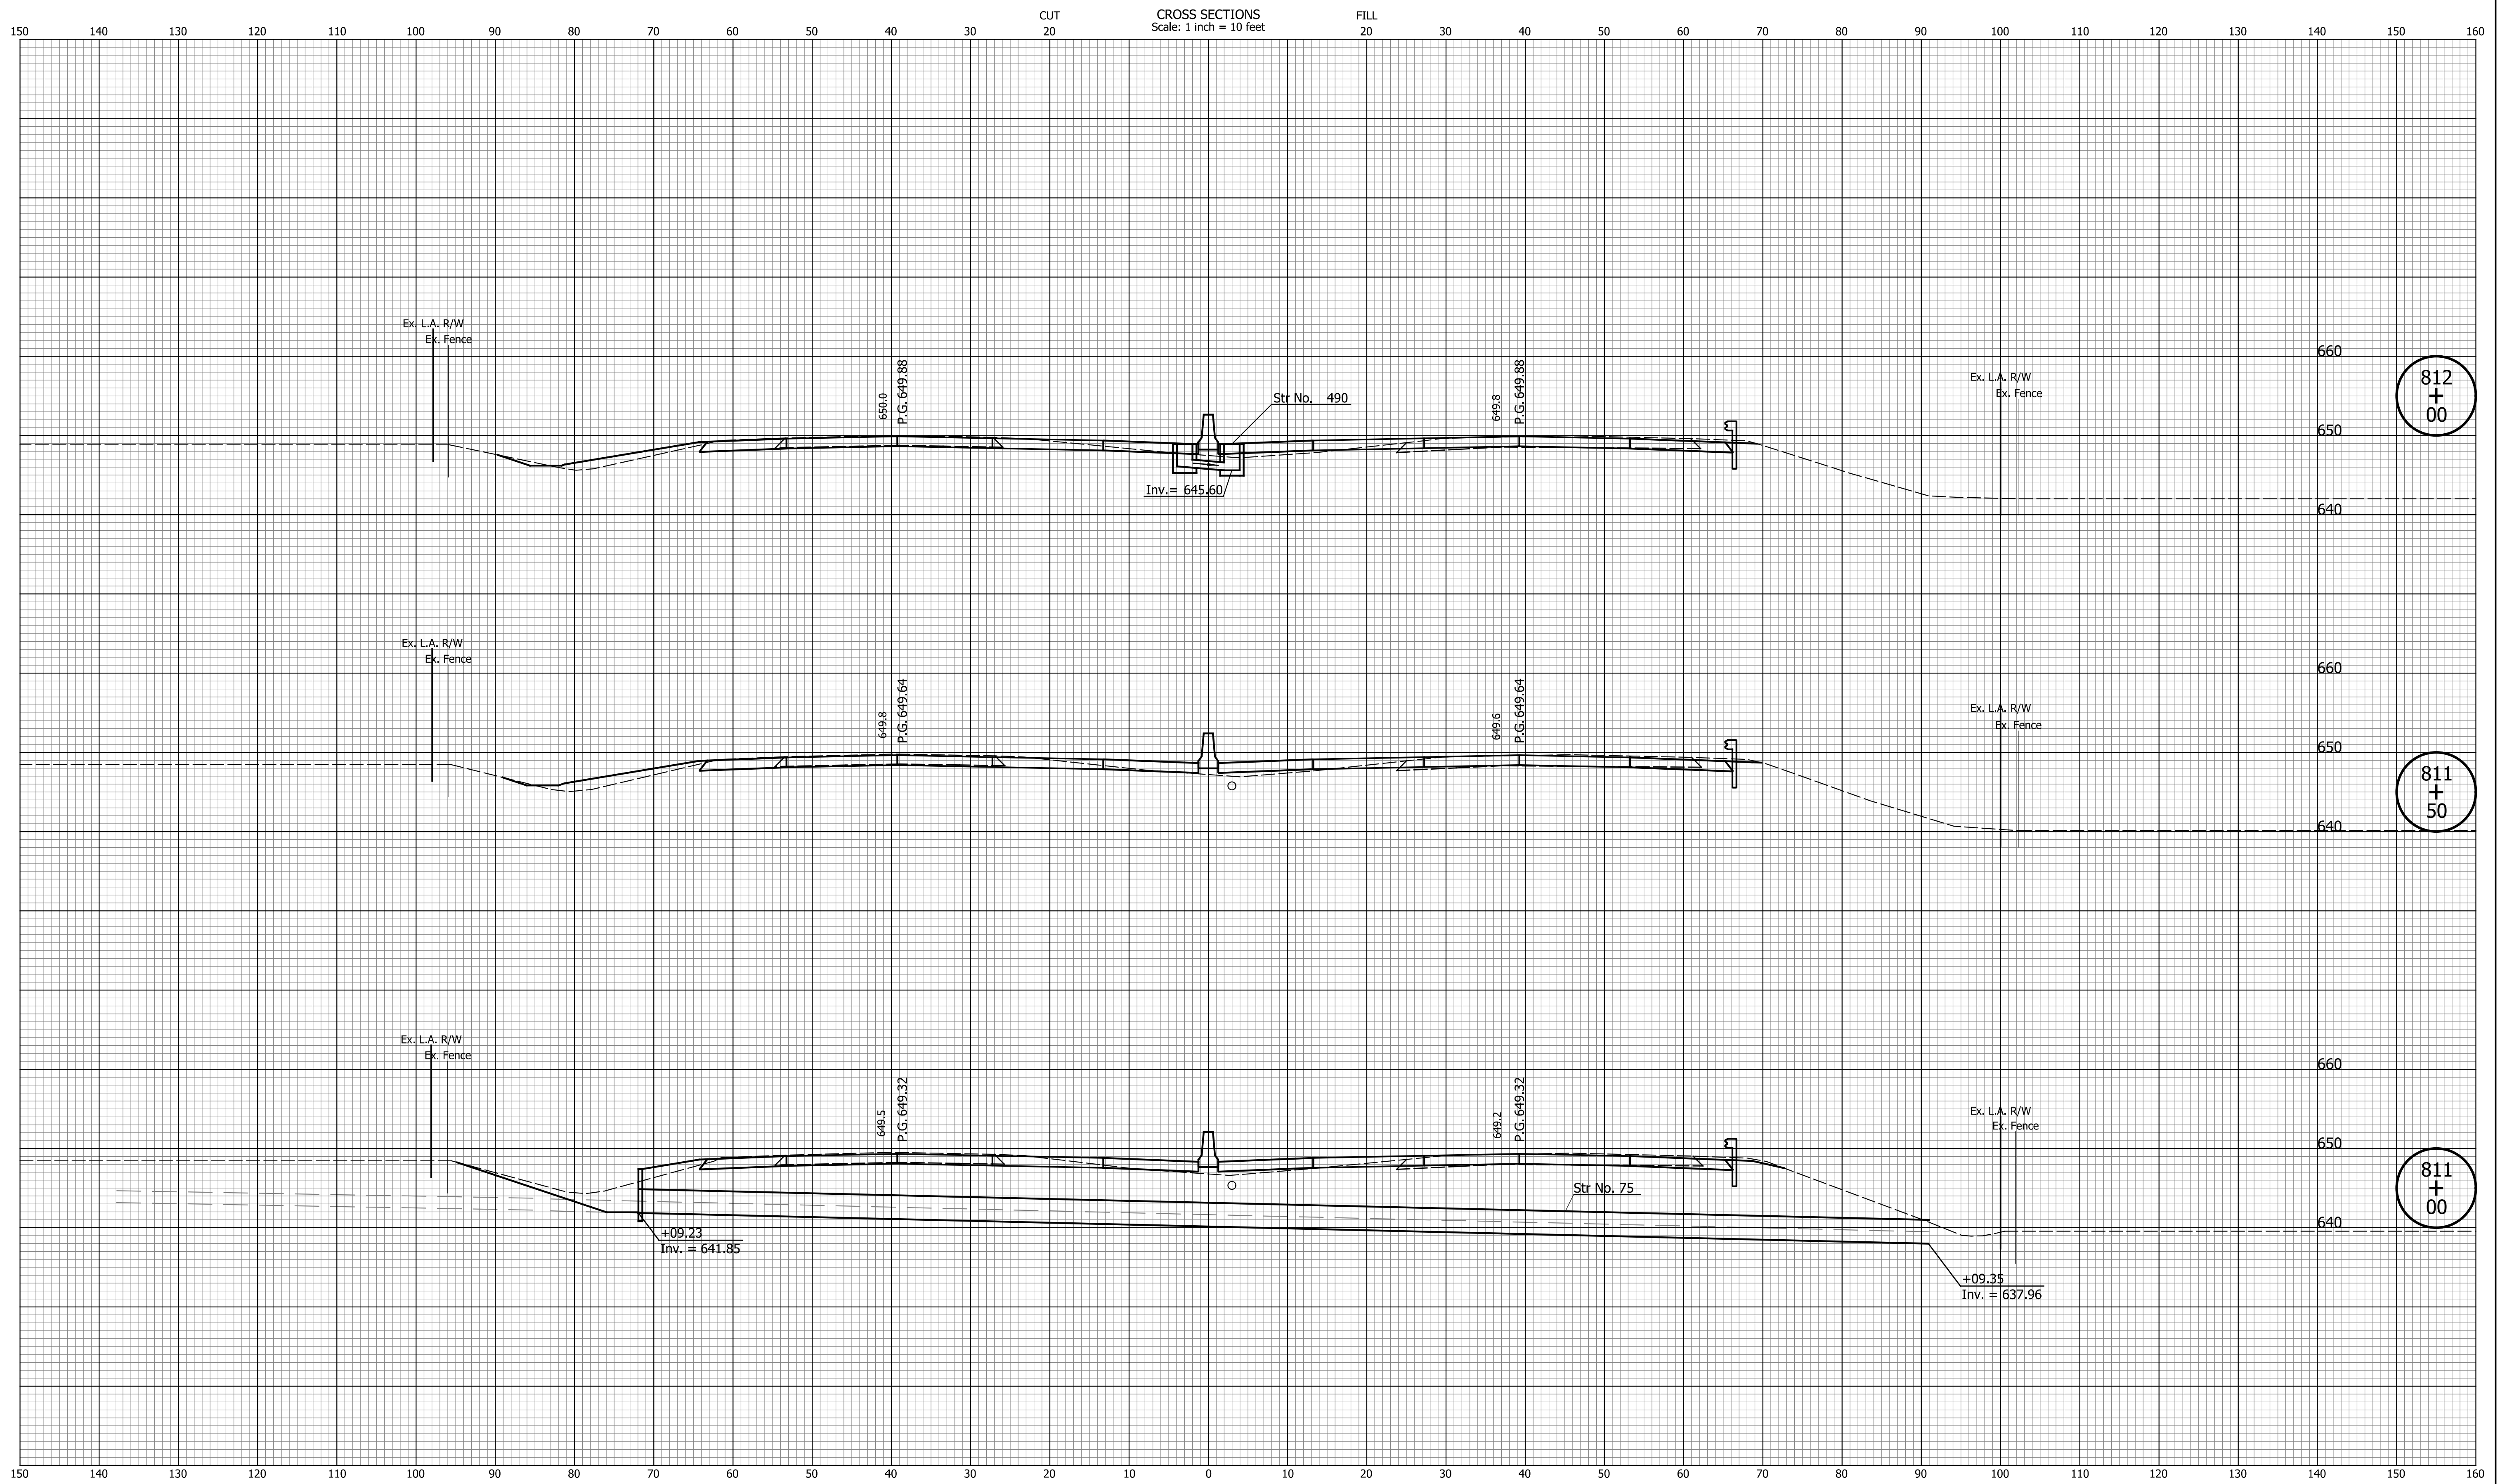 CUT CROSS SECTIONS FILL
Scale: 1 inch = 10 feet
150 140 130 120 110 100 90 80 70 60 50 40 30 20 20 30 40 50 60 70 80 90 100 110 120 130 140 150 160
Ex. L.A. R/W
Ex. Fence
650.0
P.G. 649.88
Str No. 490
Inv.= 645.60
649.8
P.G. 649.88
Ex. L.A. R/W
Ex. Fence
660
650
640
812
+
00
Ex. L.A. R/W
Ex. Fence
649.8
P.G. 649.64
649.6
P.G. 649.64
Ex. L.A. R/W
Ex. Fence
660
650
640
811
+
50
Ex. L.A. R/W
Ex. Fence
649.5
P.G. 649.32
649.2
P.G. 649.32
Ex. L.A. R/W
Ex. Fence
660
650
640
811
+
00
Str No. 75
+09.23
Inv. = 641.85
+09.35
Inv. = 637.96
150 140 130 120 110 100 90 80 70 60 50 40 30 20 10 0 10 20 30 40 50 60 70 80 90 100 110 120 130 140 150 160